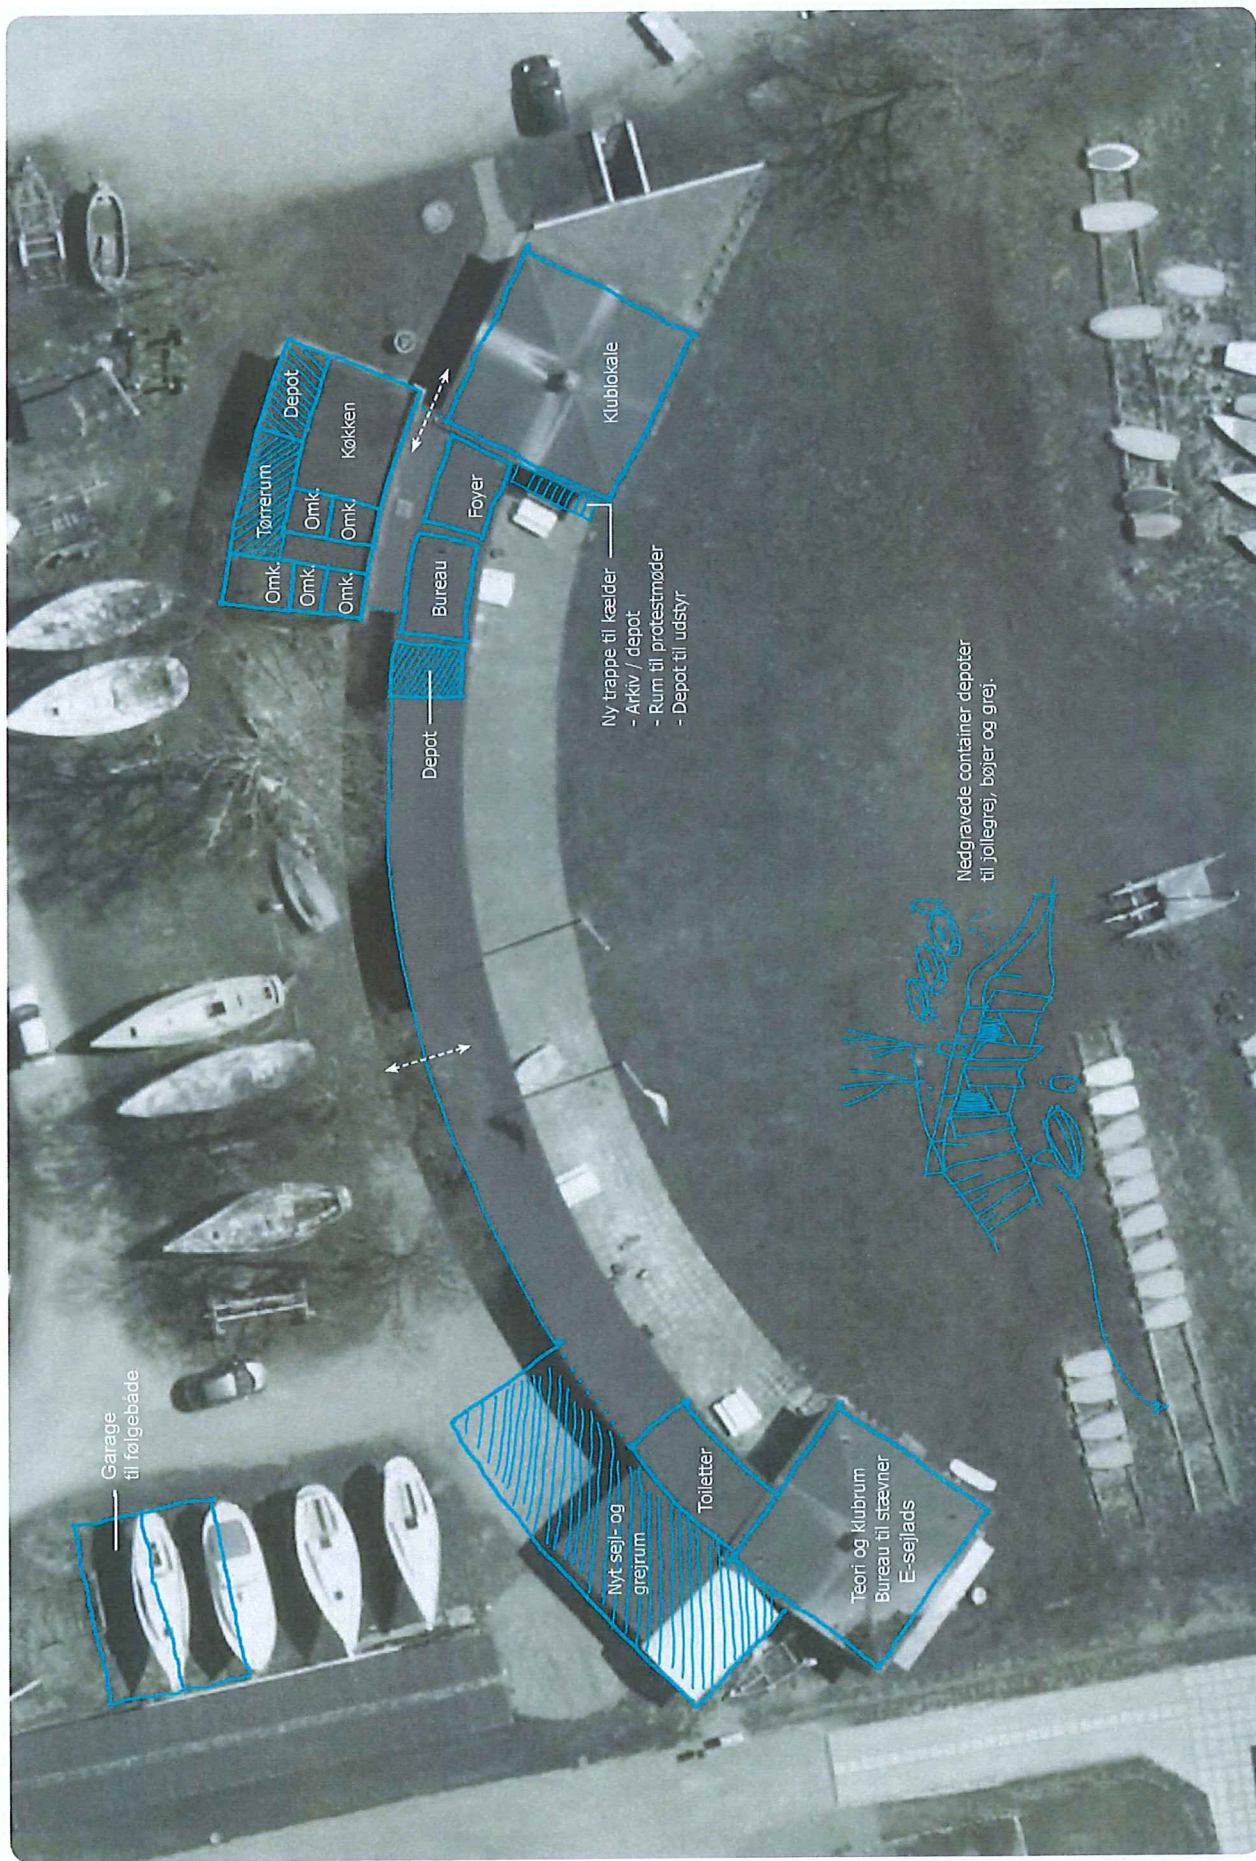 Garage
til følgebåde
Omk.
Omk.
Omk.
Tørrerum
Omk.
Omk.
Depot
Køkken
Depot
Bureau
Foyer
Klublokale
Nyt sejl- og
grejrum
Toiletter
Ny trappe til kælder
- Arkiv / depot
- Rum til protestmøder
- Depot til udstyr
Teori og klubrum
Bureau til stævner
E-sejlads
Nedgravede container depoter
til jollegrej, bøjer og grej.